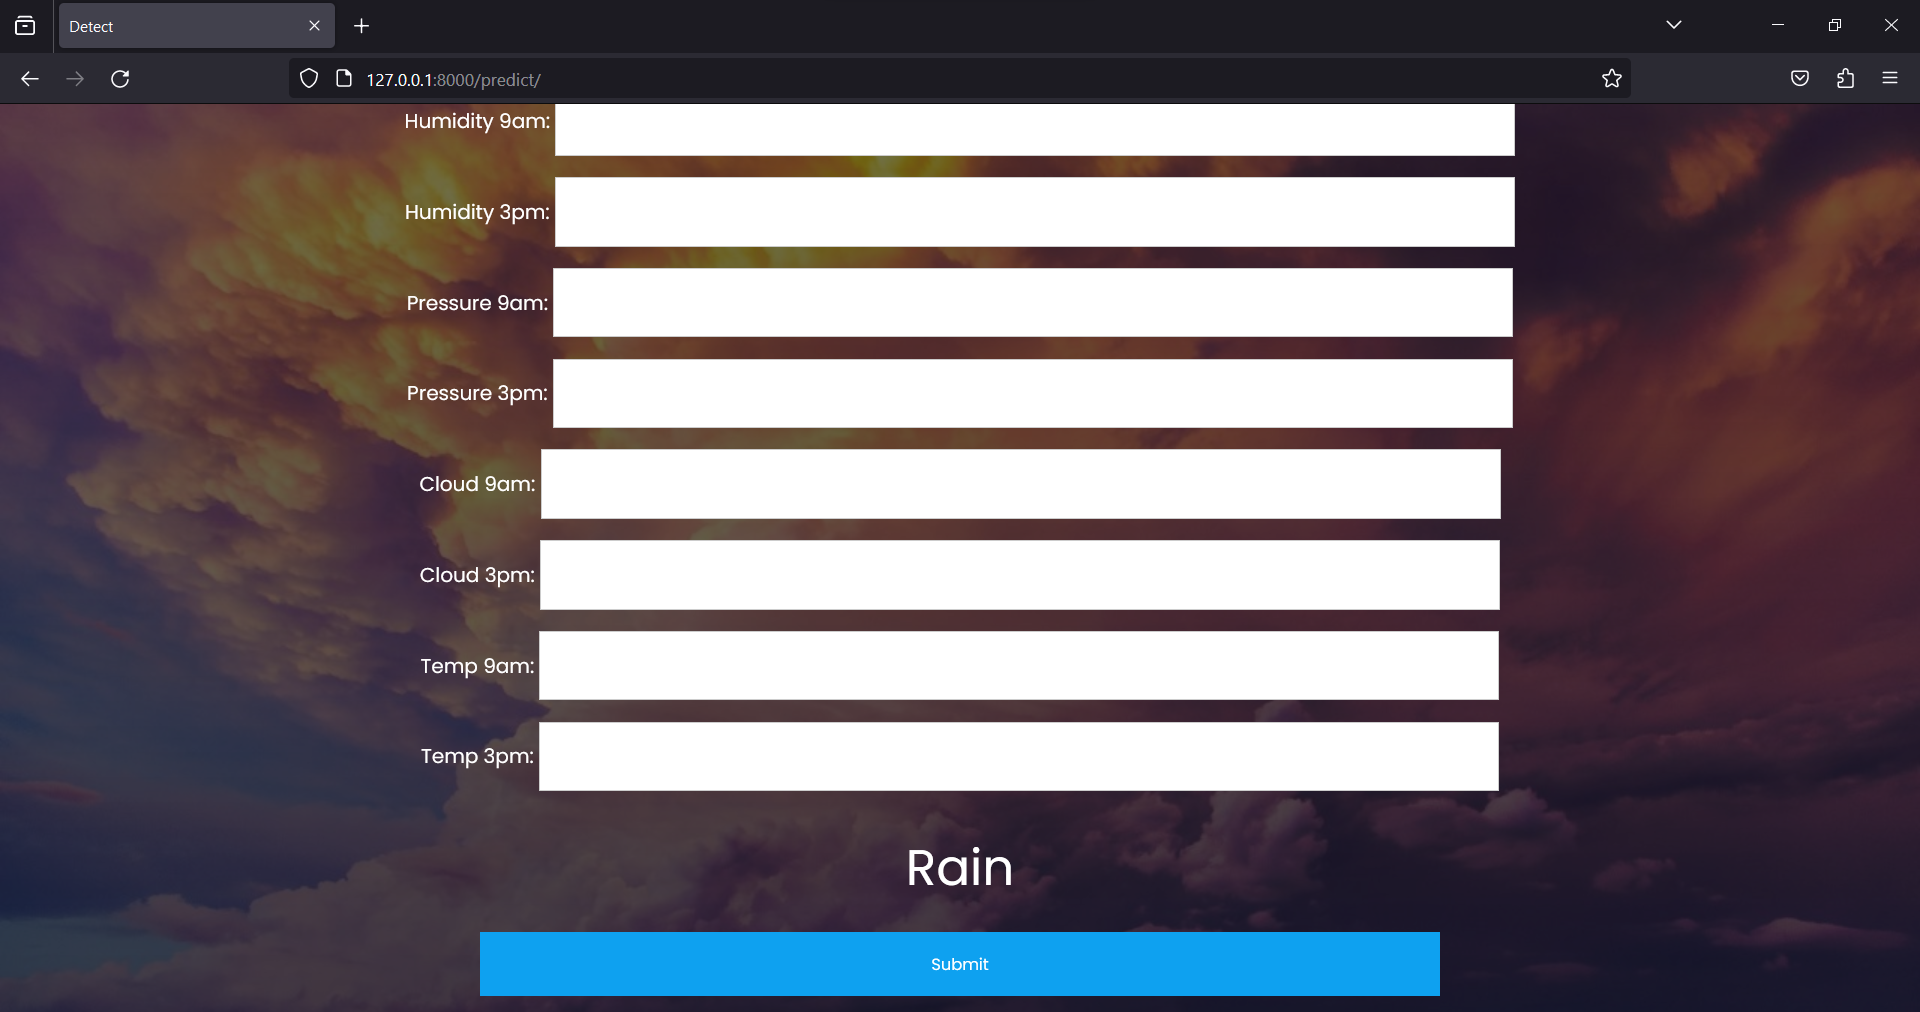 Detect
127.0.0.1:8000/predict/
Humidity 9am:
Humidity 3pm:
Pressure 9am:
Pressure 3pm:
Cloud 9am:
Cloud 3pm:
Temp 9am:
Temp 3pm:
Rain
Submit